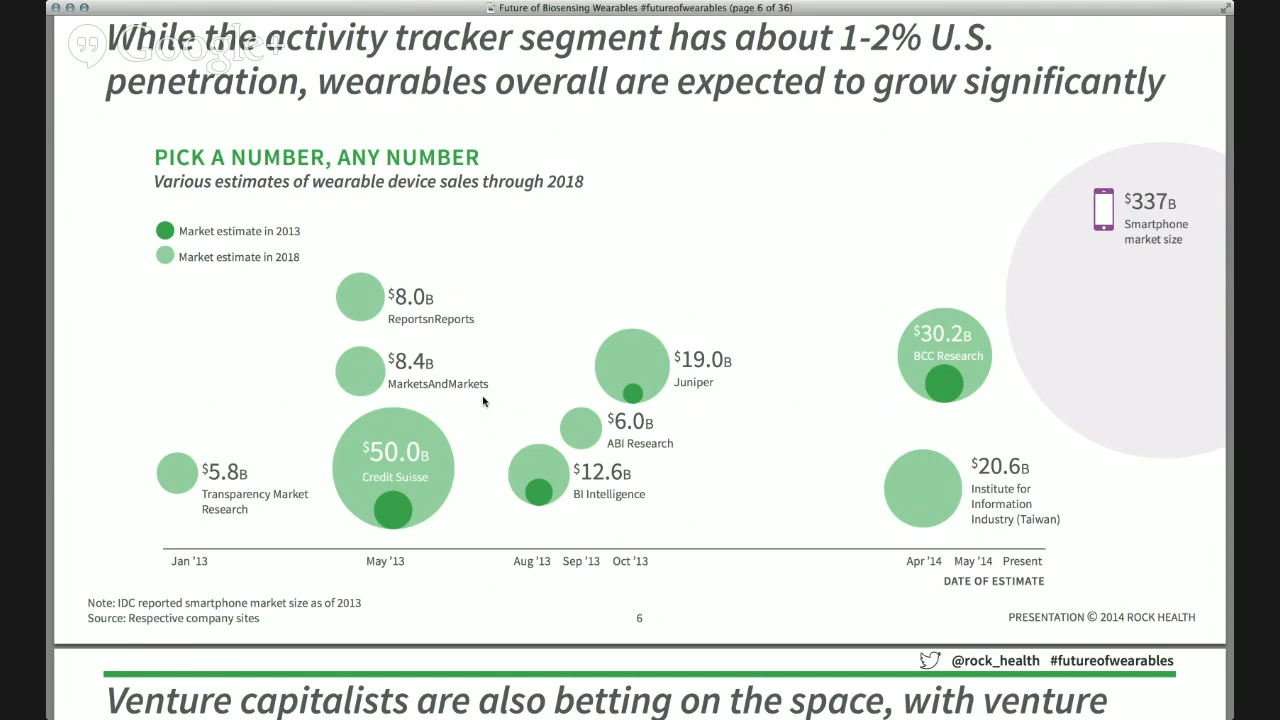 Future of Biosensing Wearables #futureofwearables (page 6 of 36)
Google+
While the activity tracker segment has about 1-2% U.S.
penetration, wearables overall are expected to grow significantly
PICK A NUMBER, ANY NUMBER
Various estimates of wearable device sales through 2018
Market estimate in 2013
Market estimate in 2018
$337B
Smartphone
market size
$8.0B
ReportsnReports
$8.4B
MarketsAndMarkets
$50.0B
Credit Suisse
$5.8B
Transparency Market
Research
$19.0B
Juniper
$6.0B
ABI Research
$12.6B
BI Intelligence
$30.2B
BCC Research
$20.6B
Institute for
Information
Industry (Taiwan)
Jan '13 May '13 Aug '13 Sep '13 Oct '13 Apr '14 May '14 Present
DATE OF ESTIMATE
Note: IDC reported smartphone market size as of 2013
Source: Respective company sites
6
PRESENTATION © 2014 ROCK HEALTH
@rock_health #futureofwearables
Venture capitalists are also betting on the space, with venture